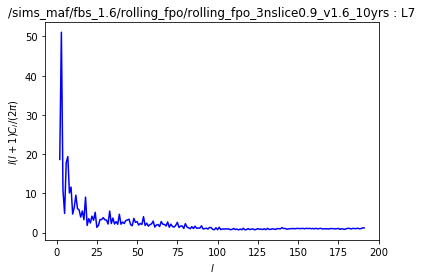 /sims_maf/fbs_1.6/rolling_fpo/rolling_fpo_3nslice0.9_v1.6_10yrs : L7
50
40
30
20
10
0
l(l + 1)Cₗ/(2π)
0 25 50 75 100 125 150 175 200
l